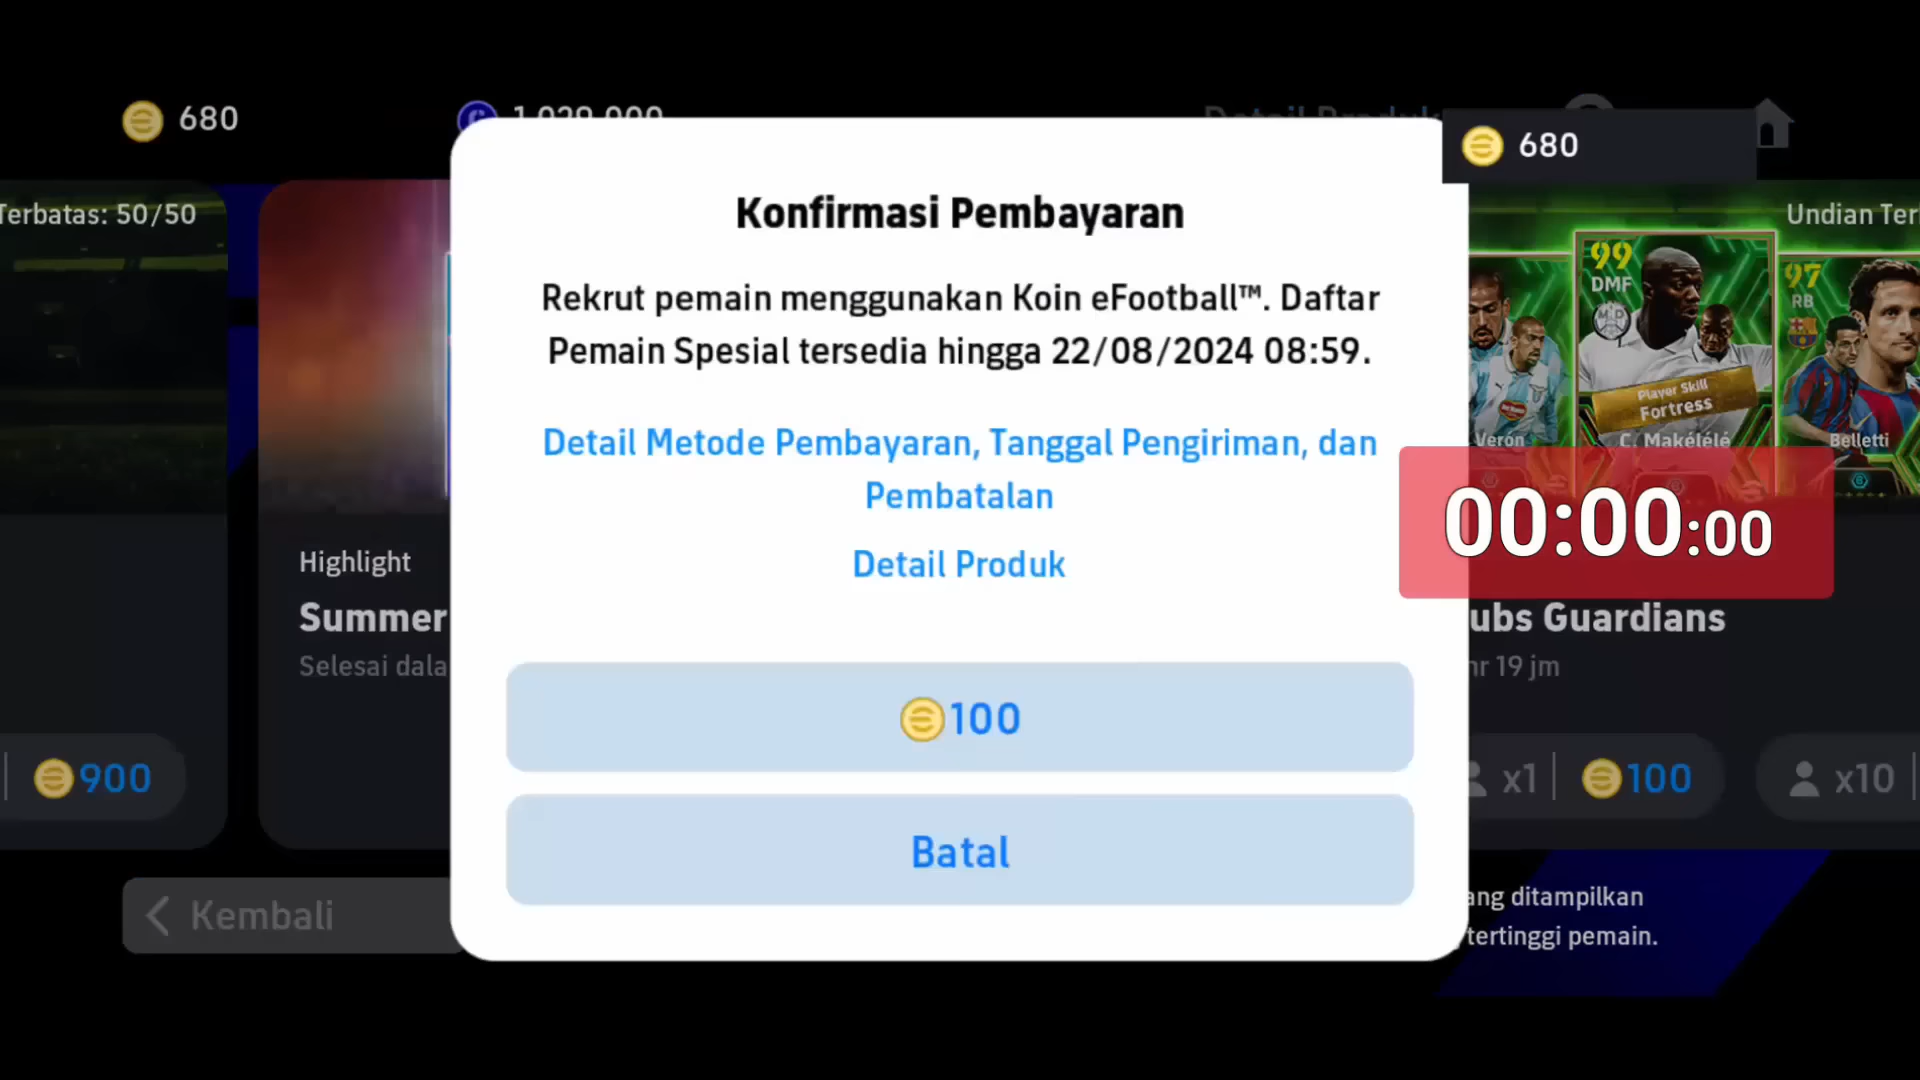 680
680
Terbatas: 50/50
Undian Ter
Konfirmasi Pembayaran
Rekrut pemain menggunakan Koin eFootball™. Daftar
Pemain Spesial tersedia hingga 22/08/2024 08:59.
Detail Metode Pembayaran, Tanggal Pengiriman, dan
Pembatalan
Detail Produk
100
Batal
99
DMF
97
RB
Player Skill
Fortress
Veron
C. Makélélé
Belletti
00:00:00
Highlight
Summer
Selesai dala
ubs Guardians
hr 19 jm
900
x1
100
x10
Kembali
ang ditampilkan
tertinggi pemain.